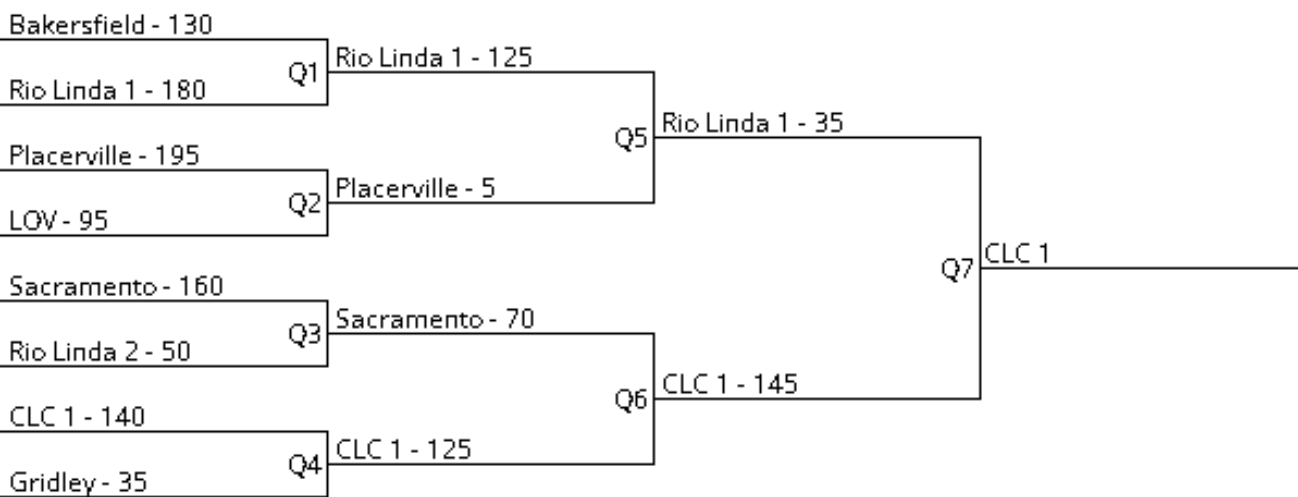 Bakersfield - 130
Rio Linda 1 - 180
Q1
Rio Linda 1 - 125
Placerville - 195
LOV - 95
Q2
Placerville - 5
Q5
Rio Linda 1 - 35
Sacramento - 160
Rio Linda 2 - 50
Q3
Sacramento - 70
CLC 1 - 140
Gridley - 35
Q4
CLC 1 - 125
Q6
CLC 1 - 145
Q7
CLC 1